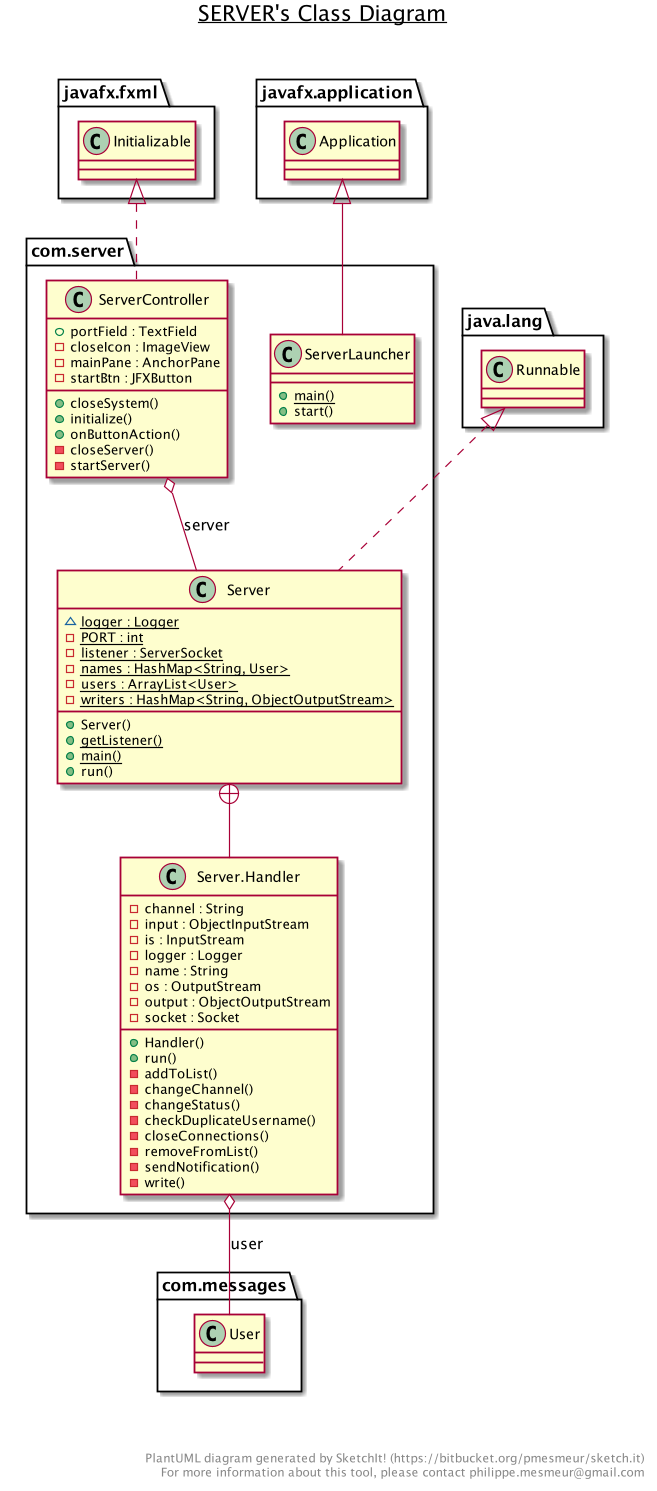 SERVER's Class Diagram
javafx.fxml
javafx.application
C Initializable
C Application
com.server
C ServerController
portField : TextField
closeIcon : ImageView
mainPane : AnchorPane
startBtn : JFXButton
closeSystem()
initialize()
onButtonAction()
closeServer()
startServer()
C ServerLauncher
main()
start()
java.lang
C Runnable
server
C Server
logger : Logger
PORT : int
listener : ServerSocket
names : HashMap<String, User>
users : ArrayList<User>
writers : HashMap<String, ObjectOutputStream>
Server()
getListener()
main()
run()
C Server.Handler
channel : String
input : ObjectInputStream
is : InputStream
logger : Logger
name : String
os : OutputStream
output : ObjectOutputStream
socket : Socket
Handler()
run()
addToList()
changeChannel()
changeStatus()
checkDuplicateUsername()
closeConnections()
removeFromList()
sendNotification()
write()
user
com.messages
C User
PlantUML diagram generated by SketchIt! (https://bitbucket.org/pmesmeur/sketch.it)
For more information about this tool, please contact philippe.mesmeur@gmail.com